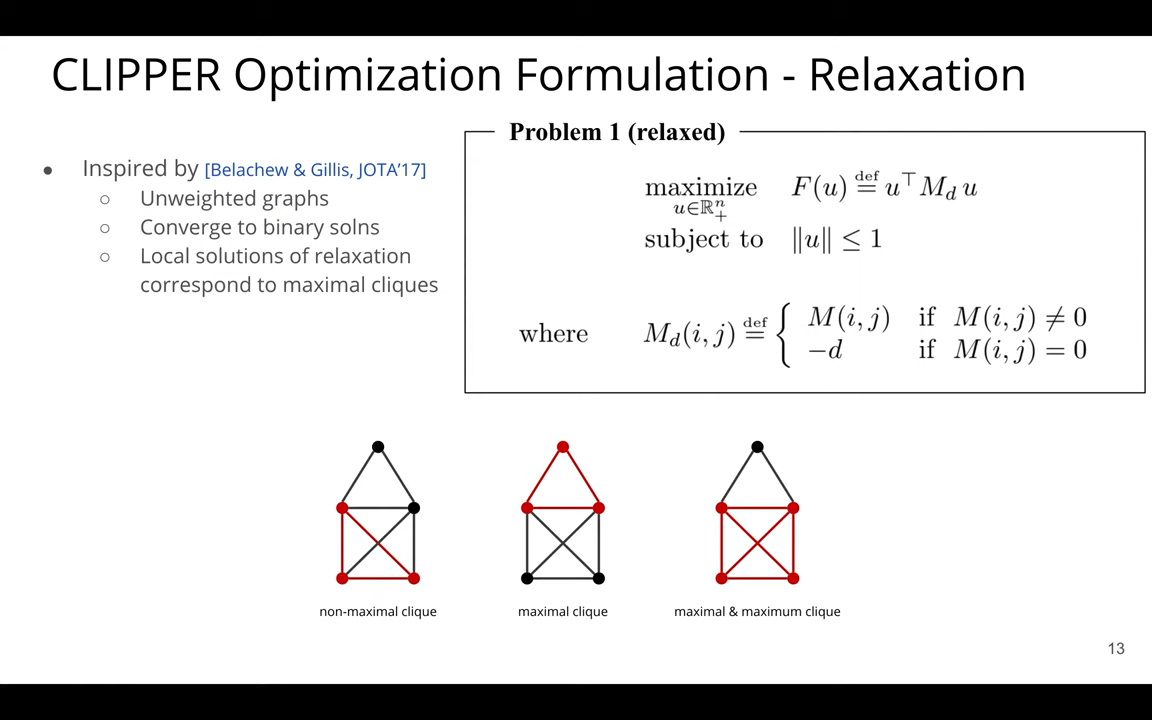 CLIPPER Optimization Formulation - Relaxation
● Inspired by [Belachew & Gillis, JOTA’17]
○ Unweighted graphs
○ Converge to binary solns
○ Local solutions of relaxation
correspond to maximal cliques
Problem 1 (relaxed)
maximize F(u) def= u⊤ M_d u
u∈ℝⁿ₊
subject to ‖u‖ ≤ 1
where M_d(i, j) def= { M(i, j) if M(i, j) ≠ 0
−d if M(i, j) = 0
non-maximal clique
maximal clique
maximal & maximum clique
13